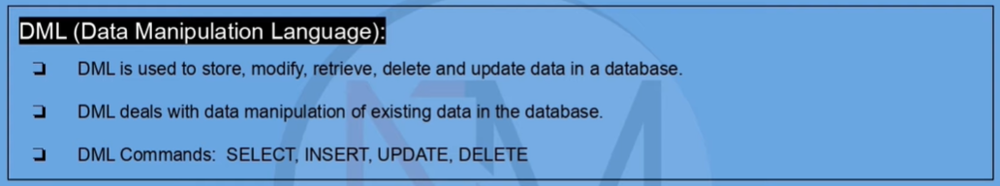 DML (Data Manipulation Language):
❑ DML is used to store, modify, retrieve, delete and update data in a database.
❑ DML deals with data manipulation of existing data in the database.
❑ DML Commands: SELECT, INSERT, UPDATE, DELETE